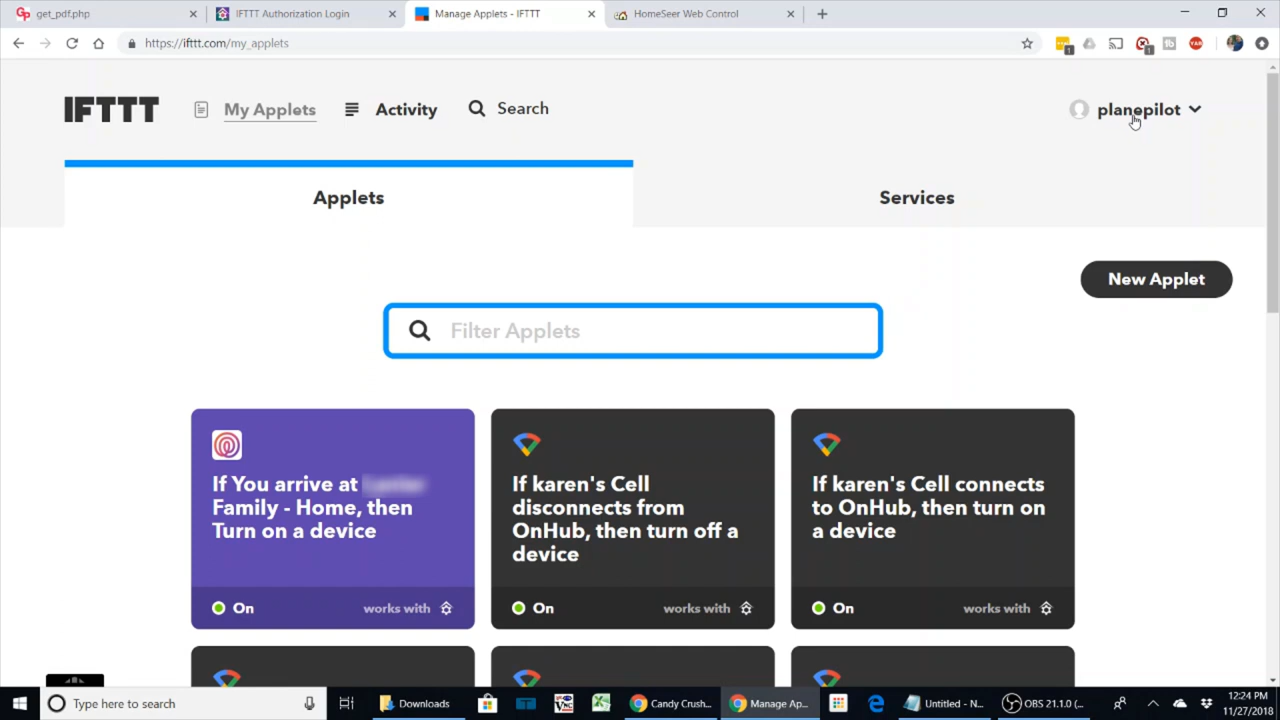 get_pdf.php
IFTTT Authorization Login
Manage Applets - IFTTT
HomeSeer Web Control
https://ifttt.com/my_applets
IFTTT
My Applets
Activity
Search
planepilot
Applets
Services
New Applet
Filter Applets
If You arrive at
Family - Home, then
Turn on a device
On
works with
If karen's Cell
disconnects from
OnHub, then turn off a
device
On
works with
If karen's Cell connects
to OnHub, then turn on
a device
On
works with
Type here to search
Downloads
Candy Crush...
Manage Ap...
Untitled - N...
OBS 21.1.0 (...
12:24 PM
11/27/2018